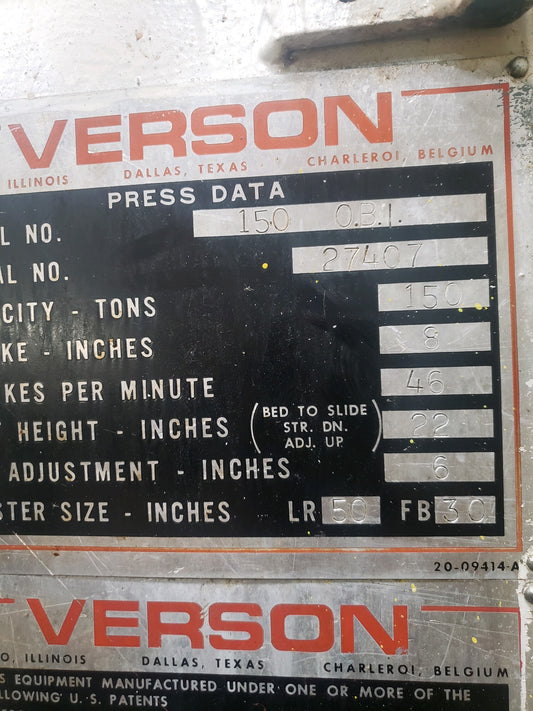 VERSON
ILLINOIS DALLAS, TEXAS CHARLEROI, BELGIUM
PRESS DATA
L NO. 150 O.B.I.
AL NO. 27407
CITY - TONS 150
KE - INCHES 8
KES PER MINUTE 46
HEIGHT - INCHES (BED TO SLIDE STR. DN. ADJ. UP) 22
ADJUSTMENT - INCHES 6
STER SIZE - INCHES LR 50 FB 30
20-09414-A
VERSON
O, ILLINOIS DALLAS, TEXAS CHARLEROI, BELGIUM
S EQUIPMENT MANUFACTURED UNDER ONE OR MORE OF THE
LLOWING U.S. PATENTS